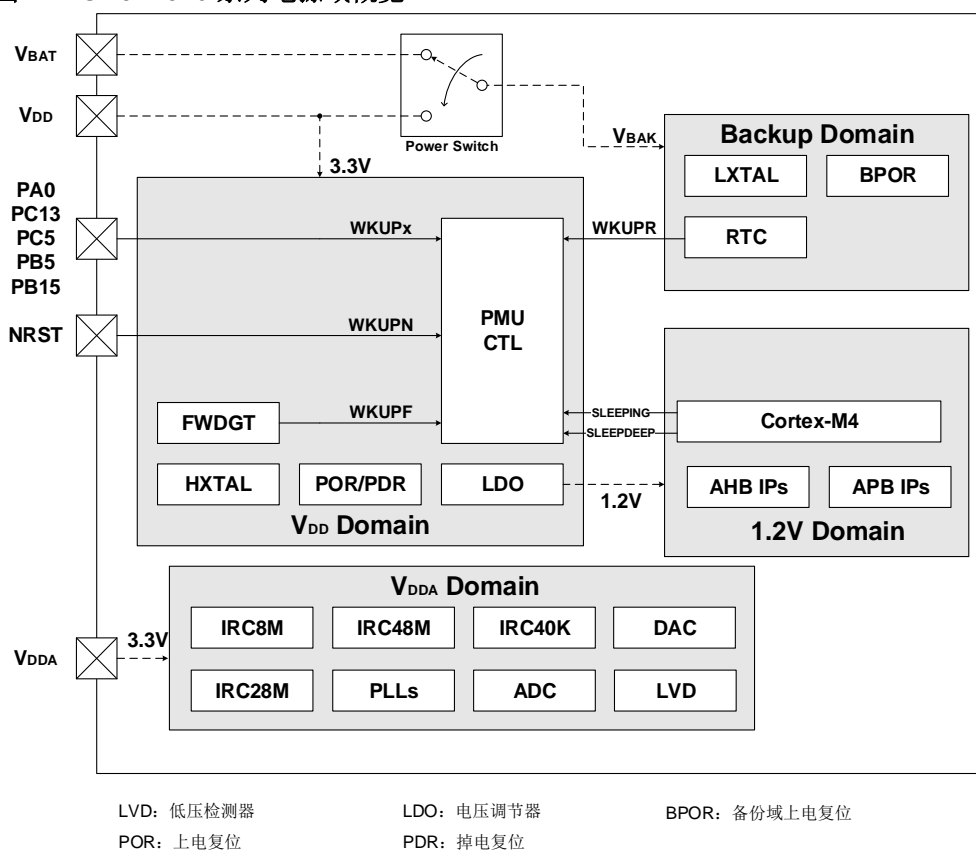 VBAT
VDD
Power Switch
3.3V
VBAK
Backup Domain
LXTAL
BPOR
RTC
PA0
PC13
PC5
PB5
PB15
WKUPx
WKUPR
PMU
CTL
NRST
WKUPN
FWDGT
WKUPF
SLEEPING
SLEEPDEEP
Cortex-M4
HXTAL
POR/PDR
LDO
1.2V
AHB IPs
APB IPs
VDD Domain
1.2V Domain
VDDA Domain
VDDA
3.3V
IRC8M
IRC48M
IRC40K
DAC
IRC28M
PLLs
ADC
LVD
LVD：低压检测器
LDO：电压调节器
BPOR：备份域上电复位
POR：上电复位
PDR：掉电复位